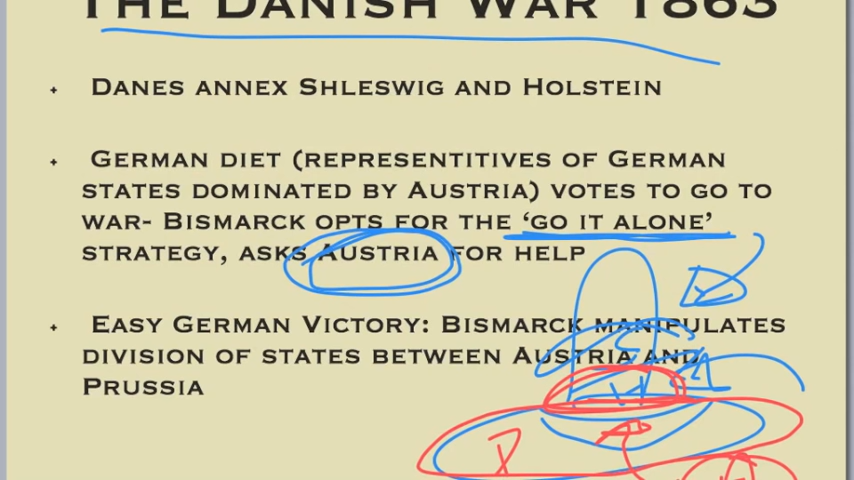 The Danish War 1863
Danes annex Shleswig and Holstein
German diet (representitives of German
states dominated by Austria) votes to go to
war- Bismarck opts for the ‘go it alone’
strategy, asks Austria for help
Easy German Victory: Bismarck manipulates
division of states between Austria and
Prussia
P